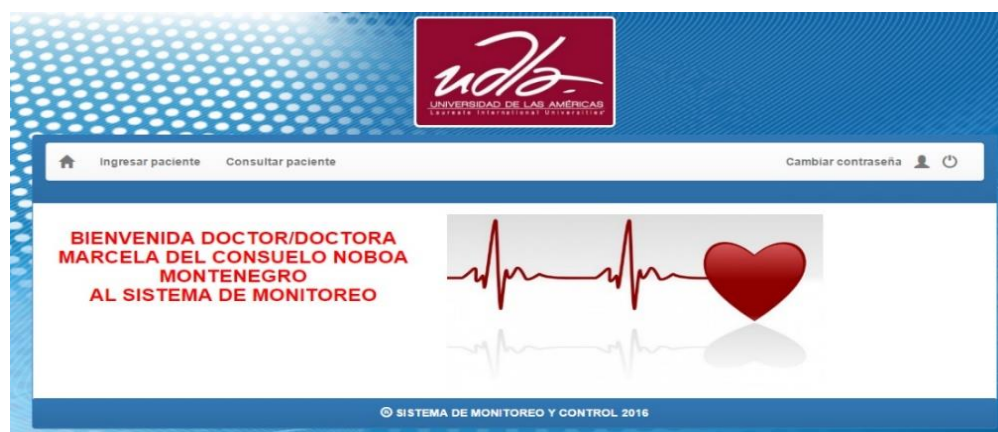 udla-
UNIVERSIDAD DE LAS AMÉRICAS
Laureate International Universities®
Ingresar paciente Consultar paciente Cambiar contraseña
BIENVENIDA DOCTOR/DOCTORA
MARCELA DEL CONSUELO NOBOA
MONTENEGRO
AL SISTEMA DE MONITOREO
SISTEMA DE MONITOREO Y CONTROL 2016